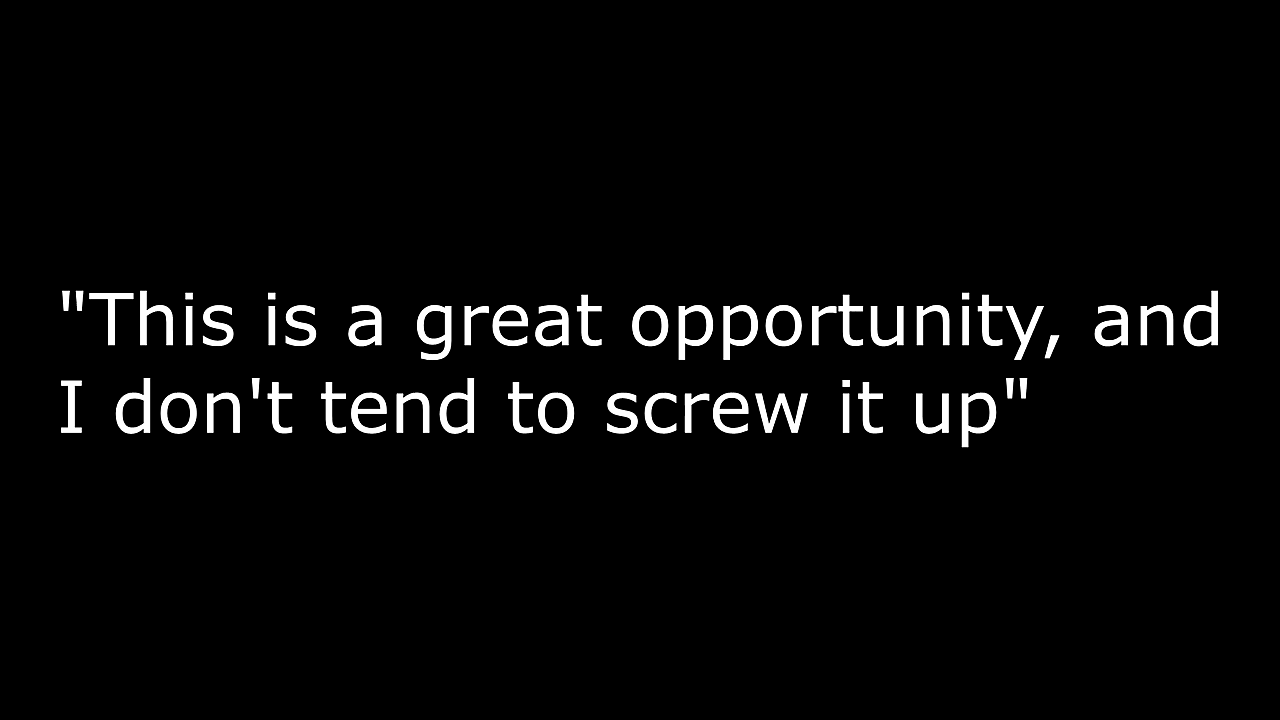 "This is a great opportunity, and
I don't tend to screw it up"